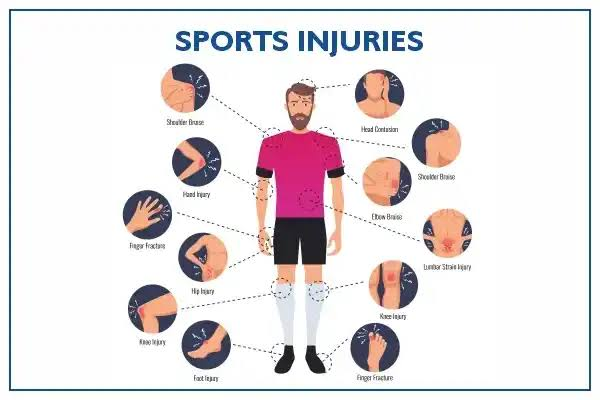 SPORTS INJURIES
Shoulder Bruise
Head Contusion
Shoulder Bruise
Hand Injury
Elbow Bruise
Finger Fracture
Lumbar Strain Injury
Hip Injury
Knee Injury
Knee Injury
Foot Injury
Finger Fracture